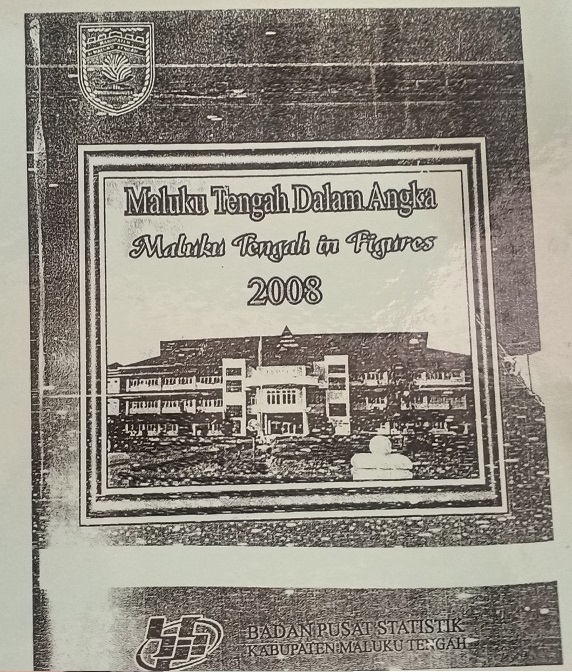 Maluku Tengah Dalam Angka
Maluku Tengah in Figures
2008
BADAN PUSAT STATISTIK
KABUPATEN MALUKU TENGAH